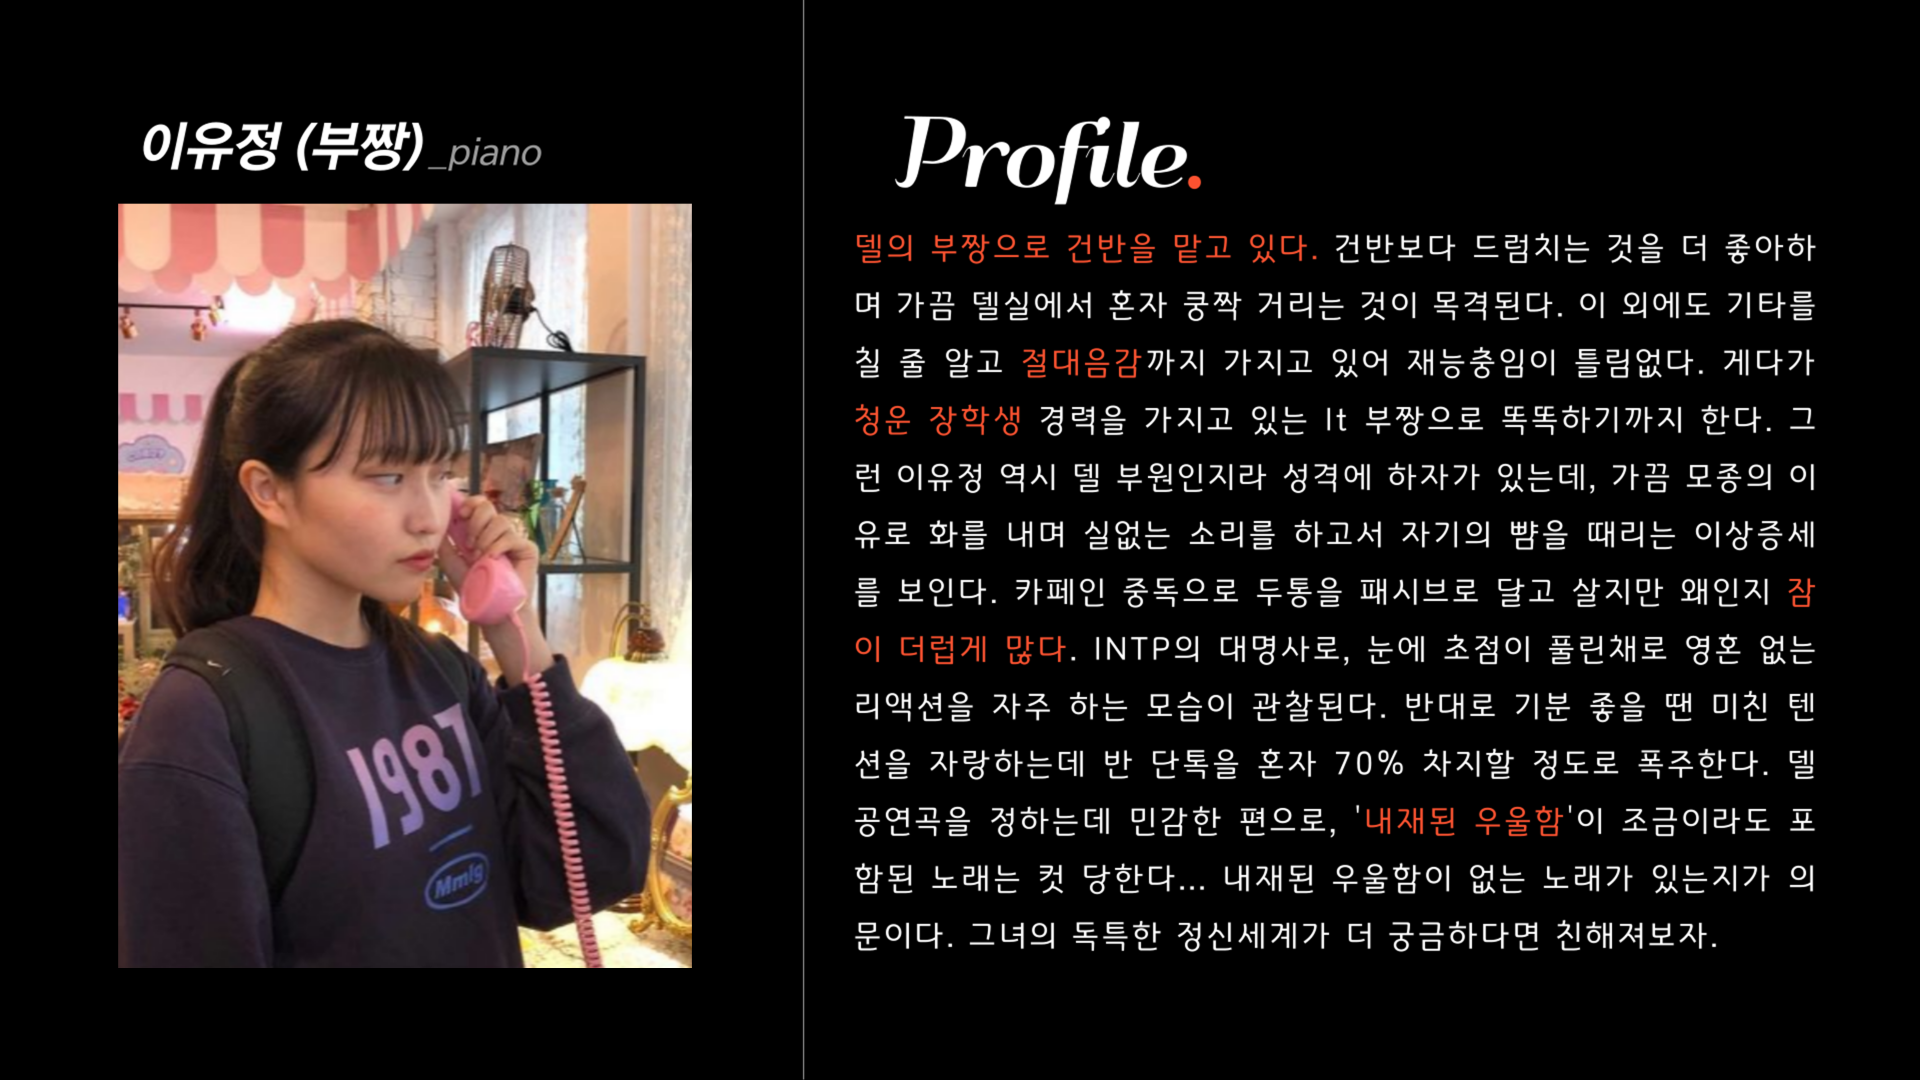 이유정 (부짱)_piano
Profile.
델의 부짱으로 건반을 맡고 있다. 건반보다 드럼치는 것을 더 좋아하
며 가끔 델실에서 혼자 쿵짝 거리는 것이 목격된다. 이 외에도 기타를
칠 줄 알고 절대음감까지 가지고 있어 재능충임이 틀림없다. 게다가
청운 장학생 경력을 가지고 있는 It 부짱으로 똑똑하기까지 한다. 그
런 이유정 역시 델 부원인지라 성격에 하자가 있는데, 가끔 모종의 이
유로 화를 내며 실없는 소리를 하고서 자기의 뺨을 때리는 이상증세
를 보인다. 카페인 중독으로 두통을 패시브로 달고 살지만 왜인지 잠
이 더럽게 많다. INTP의 대명사로, 눈에 초점이 풀린채로 영혼 없는
리액션을 자주 하는 모습이 관찰된다. 반대로 기분 좋을 땐 미친 텐
션을 자랑하는데 반 단톡을 혼자 70% 차지할 정도로 폭주한다. 델
공연곡을 정하는데 민감한 편으로, '내재된 우울함'이 조금이라도 포
함된 노래는 컷 당한다... 내재된 우울함이 없는 노래가 있는지가 의
문이다. 그녀의 독특한 정신세계가 더 궁금하다면 친해져보자.
1987
Mmlg